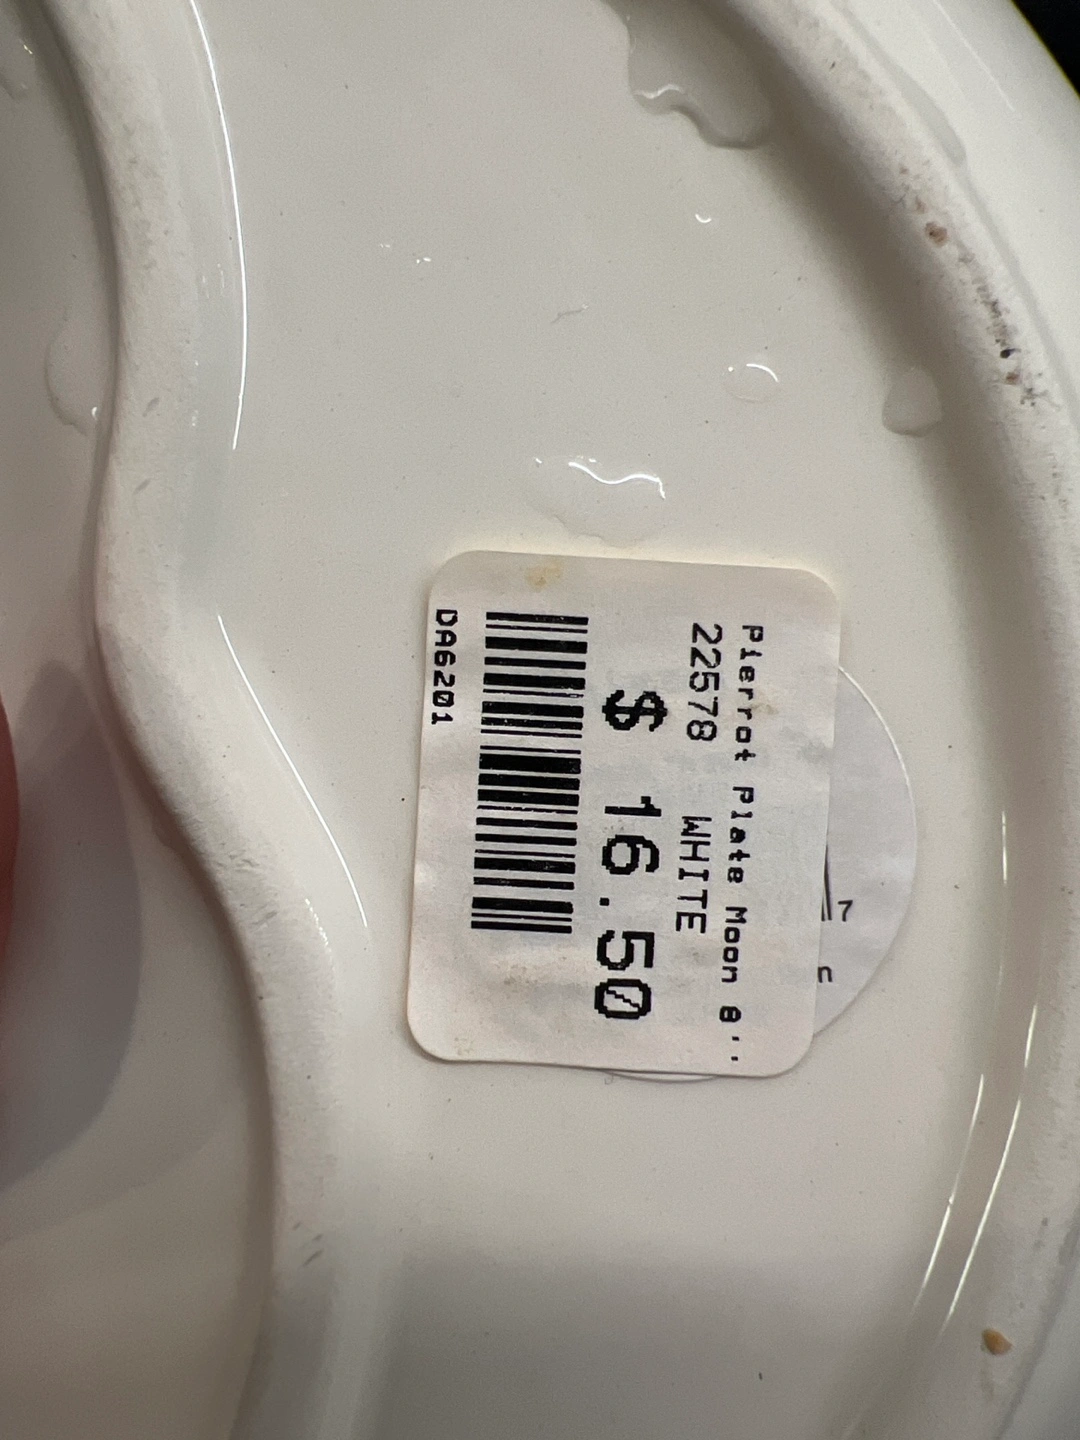 Pierrot Plate Moon 8''
22578 WHITE
$ 16.50
DA6201